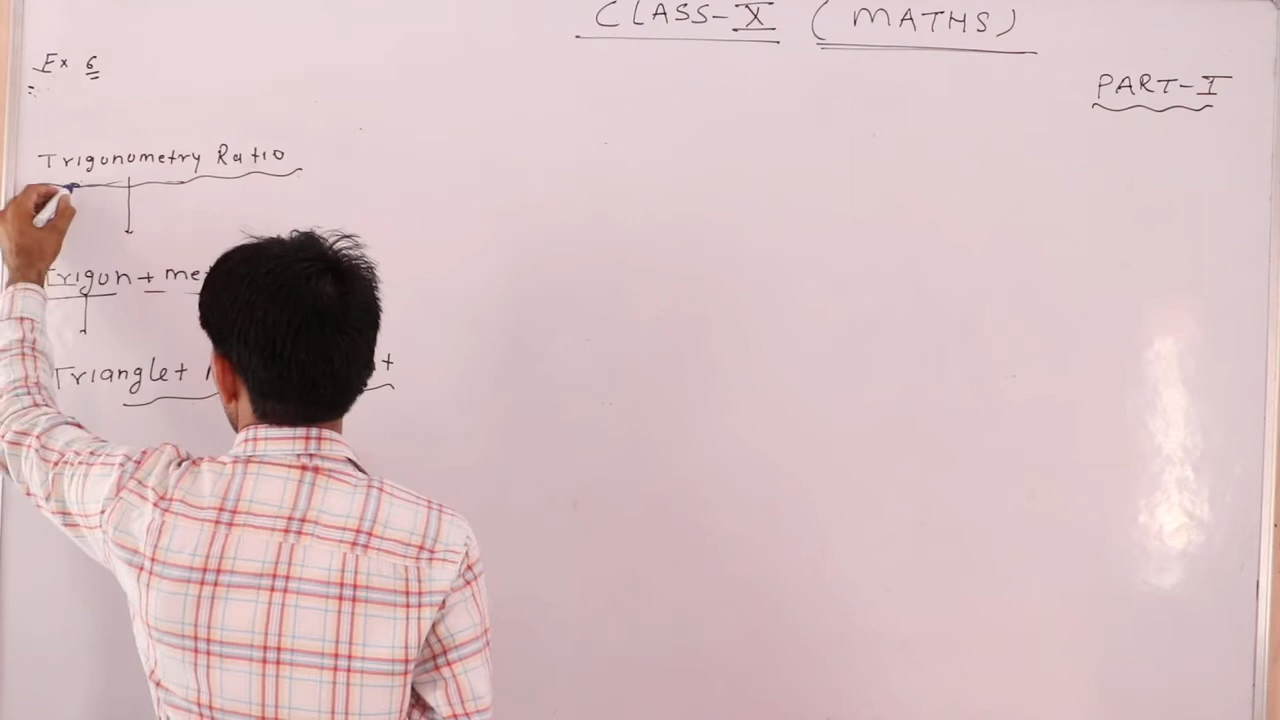 CLASS-X (MATHS)
PART-I
Ex 6
Trigonometry Ratio
Trigon + me
Triangle +